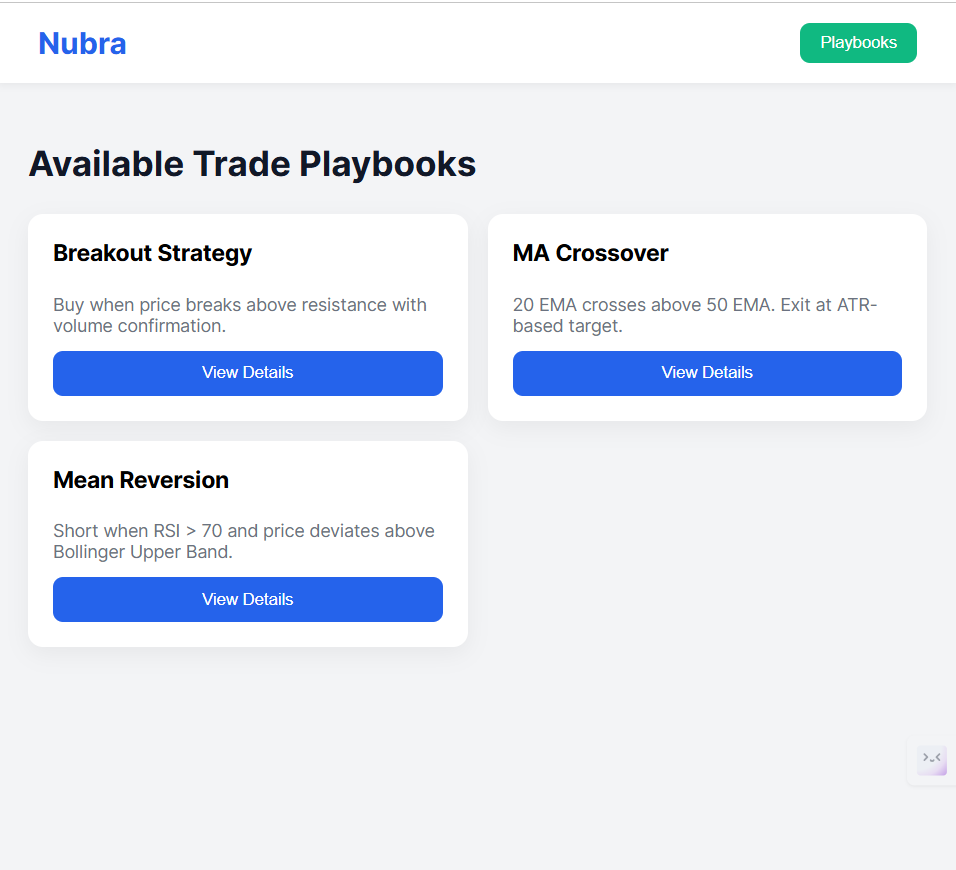 Nubra
Playbooks
Available Trade Playbooks
Breakout Strategy
Buy when price breaks above resistance with
volume confirmation.
View Details
MA Crossover
20 EMA crosses above 50 EMA. Exit at ATR-
based target.
View Details
Mean Reversion
Short when RSI > 70 and price deviates above
Bollinger Upper Band.
View Details